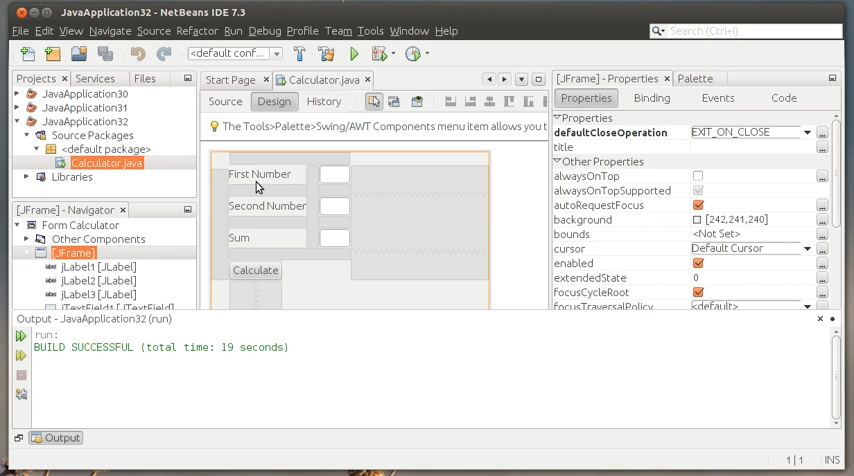 JavaApplication32 - NetBeans IDE 7.3
File Edit View Navigate Source Refactor Run Debug Profile Team Tools Window Help
Search (Ctrl+I)
<default conf...
Projects Services Files
JavaApplication30
JavaApplication31
JavaApplication32
Source Packages
<default package>
Calculator.java
Libraries
[JFrame] - Navigator
Form Calculator
Other Components
[JFrame]
jLabel1 [JLabel]
jLabel2 [JLabel]
jLabel3 [JLabel]
jTextField1 [JTextField]
Start Page Calculator.java
Source Design History
The Tools>Palette>Swing/AWT Components menu item allows you t
First Number
Second Number
Sum
Calculate
[JFrame] - Properties Palette
Properties Binding Events Code
Properties
defaultCloseOperation EXIT_ON_CLOSE
title
Other Properties
alwaysOnTop
alwaysOnTopSupported
autoRequestFocus
background [242,241,240]
bounds <Not Set>
cursor Default Cursor
enabled
extendedState 0
focusCycleRoot
focusTraversalPolicy <default>
Output - JavaApplication32 (run)
run:
BUILD SUCCESSFUL (total time: 19 seconds)
Output
1|1 INS